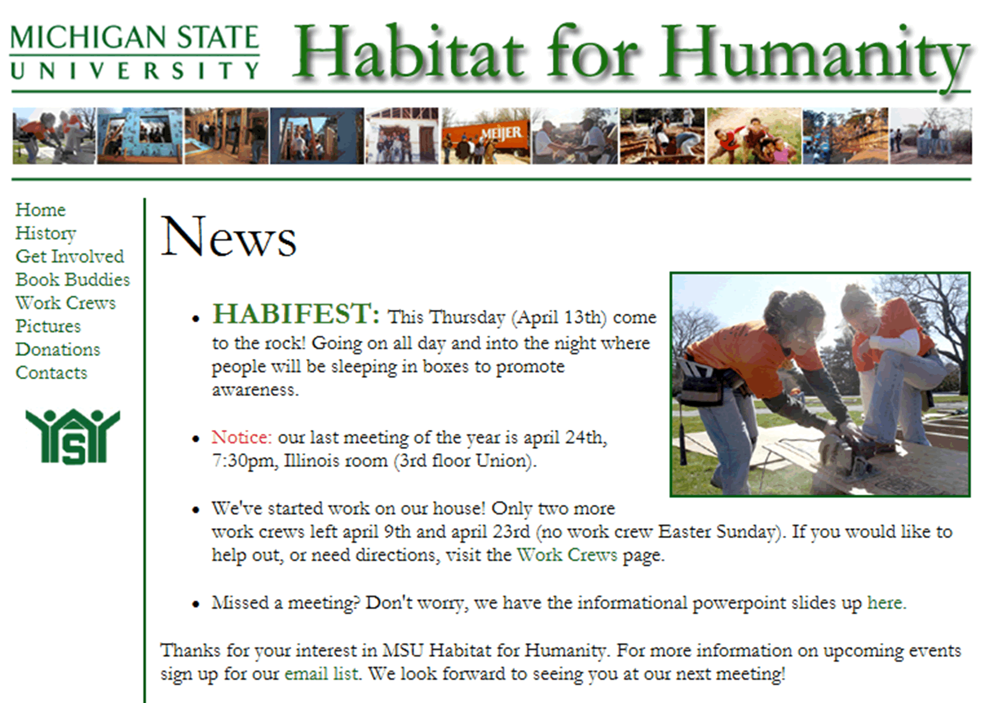 MICHIGAN STATE
UNIVERSITY
Habitat for Humanity
MEIJER
Home
History
Get Involved
Book Buddies
Work Crews
Pictures
Donations
Contacts
S
News
HABIFEST: This Thursday (April 13th) come
to the rock! Going on all day and into the night where
people will be sleeping in boxes to promote
awareness.
Notice: our last meeting of the year is april 24th,
7:30pm, Illinois room (3rd floor Union).
We've started work on our house! Only two more
work crews left april 9th and april 23rd (no work crew Easter Sunday). If you would like to
help out, or need directions, visit the Work Crews page.
Missed a meeting? Don't worry, we have the informational powerpoint slides up here.
Thanks for your interest in MSU Habitat for Humanity. For more information on upcoming events
sign up for our email list. We look forward to seeing you at our next meeting!